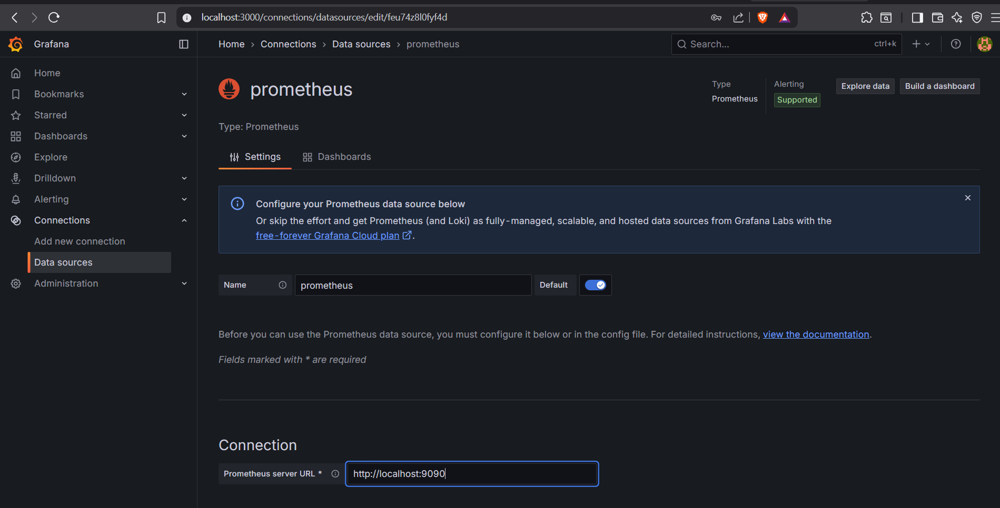 localhost:3000/connections/datasources/edit/feu74z8l0fyf4d
Grafana
Home › Connections › Data sources › prometheus
Search...
ctrl+k
Home
Bookmarks
Starred
Dashboards
Explore
Drilldown
Alerting
Connections
Add new connection
Data sources
Administration
prometheus
Type
Prometheus
Alerting
Supported
Explore data
Build a dashboard
Type: Prometheus
Settings
Dashboards
Configure your Prometheus data source below
Or skip the effort and get Prometheus (and Loki) as fully-managed, scalable, and hosted data sources from Grafana Labs with the
free-forever Grafana Cloud plan.
Name
prometheus
Default
Before you can use the Prometheus data source, you must configure it below or in the config file. For detailed instructions, view the documentation.
Fields marked with * are required
Connection
Prometheus server URL *
http://localhost:9090